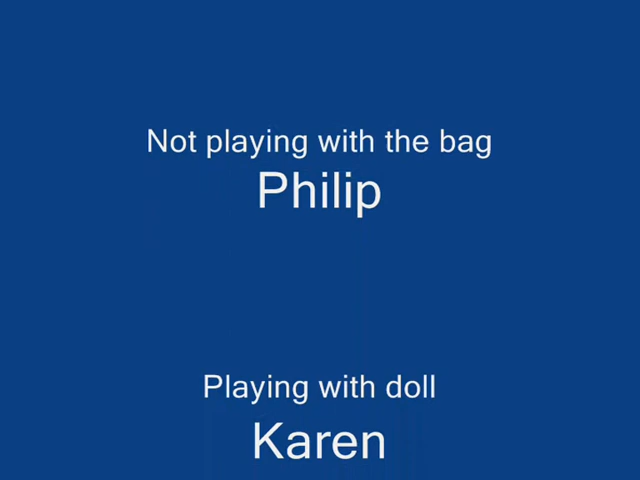 Not playing with the bag
Philip
Playing with doll
Karen